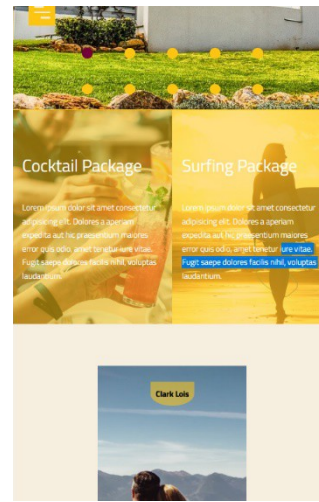 Cocktail Package
Lorem ipsum dolor sit amet consectetur
adipisicing elit. Dolores a aperiam
expedita aut hic praesentium maiores
error quis odio, amet tenetur iure vitae.
Fugit saepe dolores facilis nihil, voluptas
laudantium.
Surfing Package
Lorem ipsum dolor sit amet consectetur
adipisicing elit. Dolores a aperiam
expedita aut hic praesentium maiores
error quis odio, amet tenetur iure vitae.
Fugit saepe dolores facilis nihil, voluptas
laudantium.
Clark Lois